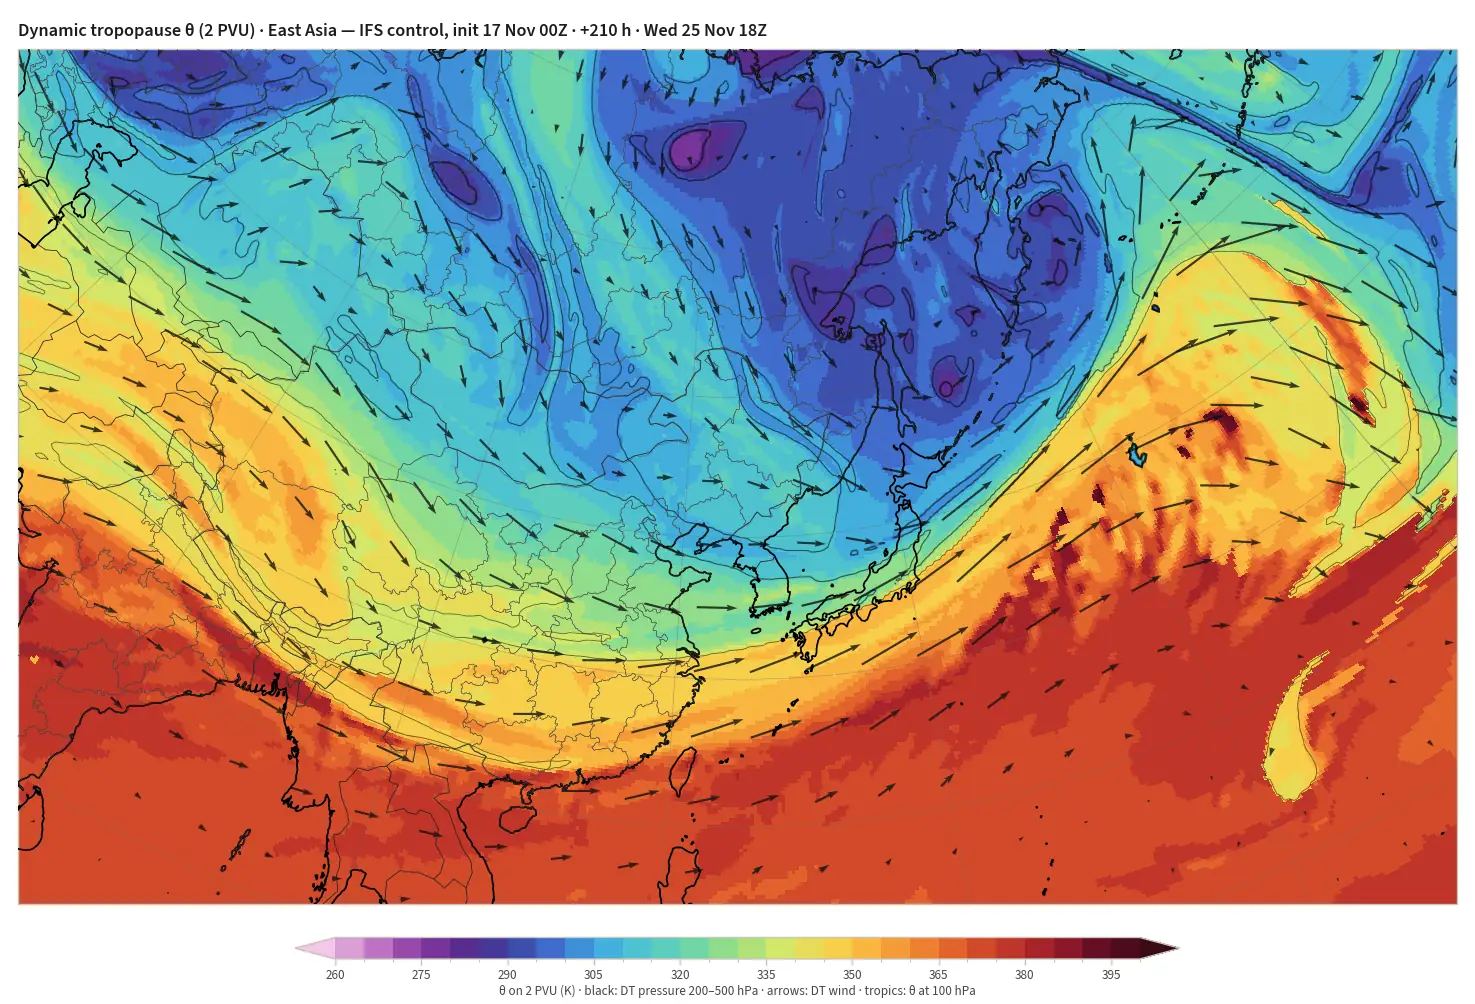 Dynamic tropopause θ (2 PVU) · East Asia — IFS control, init 17 Nov 00Z · +210 h · Wed 25 Nov 18Z
260 275 290 305 320 335 350 365 380 395
θ on 2 PVU (K) · black: DT pressure 200–500 hPa · arrows: DT wind · tropics: θ at 100 hPa